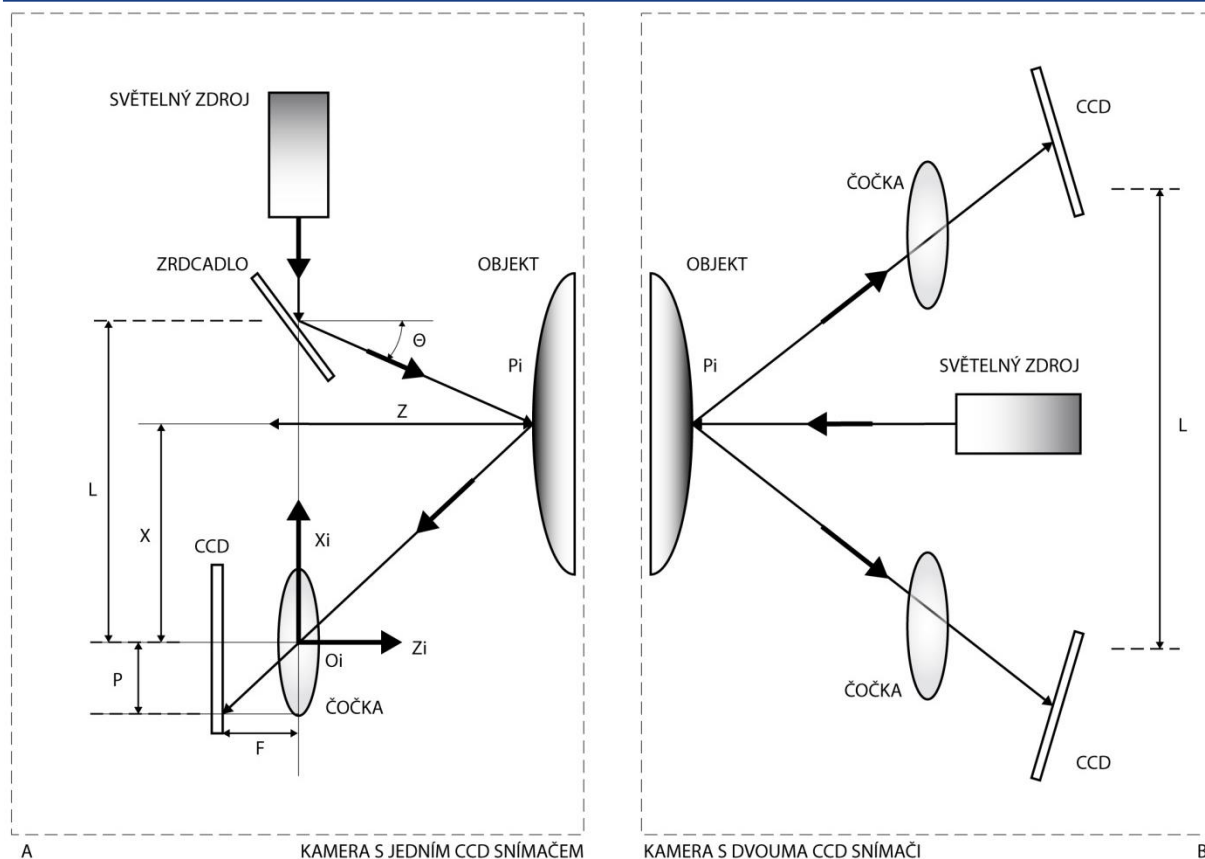 SVĚTELNÝ ZDROJ
ZRDCADLO
OBJEKT
Θ
Pi
Z
L
X
CCD
Xi
Zi
Oi
P
ČOČKA
F
A
KAMERA S JEDNÍM CCD SNÍMAČEM
CCD
ČOČKA
OBJEKT
Pi
SVĚTELNÝ ZDROJ
L
ČOČKA
CCD
KAMERA S DVOUMA CCD SNÍMAČI
B